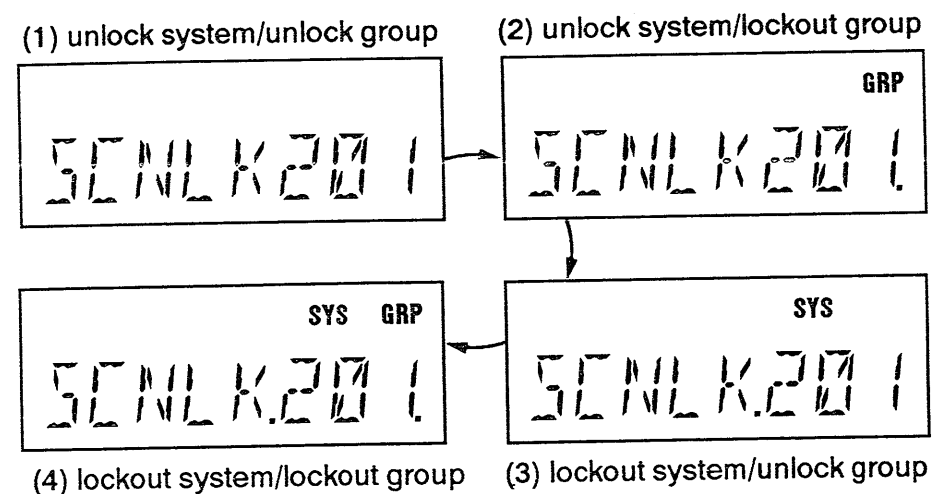 (1) unlock system/unlock group
SCNLK201
(2) unlock system/lockout group
GRP
SCNLK201.
SYS GRP
SCNLK.201.
(4) lockout system/lockout group
SYS
SCNLK.201
(3) lockout system/unlock group